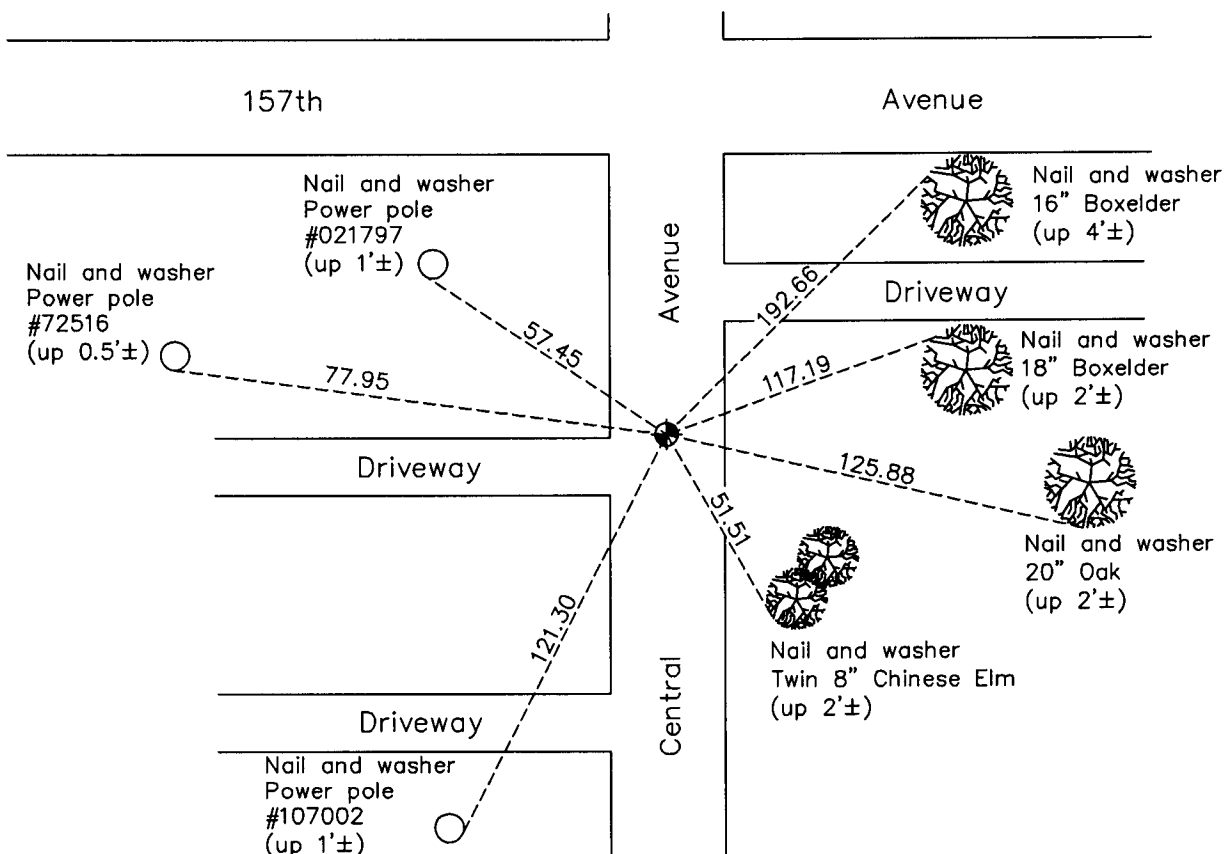 157th
Avenue
Nail and washer
Power pole
#021797
(up 1'±)
Nail and washer
Power pole
#72516
(up 0.5'±)
57.45
77.95
Avenue
192.66
Nail and washer
16" Boxelder
(up 4'±)
Driveway
117.19
Nail and washer
18" Boxelder
(up 2'±)
Driveway
125.88
51.51
Nail and washer
20" Oak
(up 2'±)
121.30
Nail and washer
Twin 8" Chinese Elm
(up 2'±)
Central
Driveway
Nail and washer
Power pole
#107002
(up 1'±)